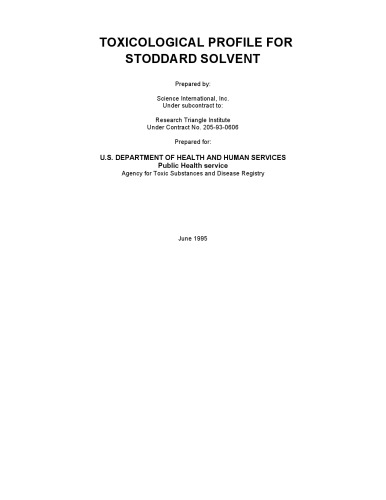 TOXICOLOGICAL PROFILE FOR
STODDARD SOLVENT
Prepared by:
Science International, Inc.
Under subcontract to:
Research Triangle Institute
Under Contract No. 205-93-0606
Prepared for:
U.S. DEPARTMENT OF HEALTH AND HUMAN SERVICES
Public Health service
Agency for Toxic Substances and Disease Registry
June 1995